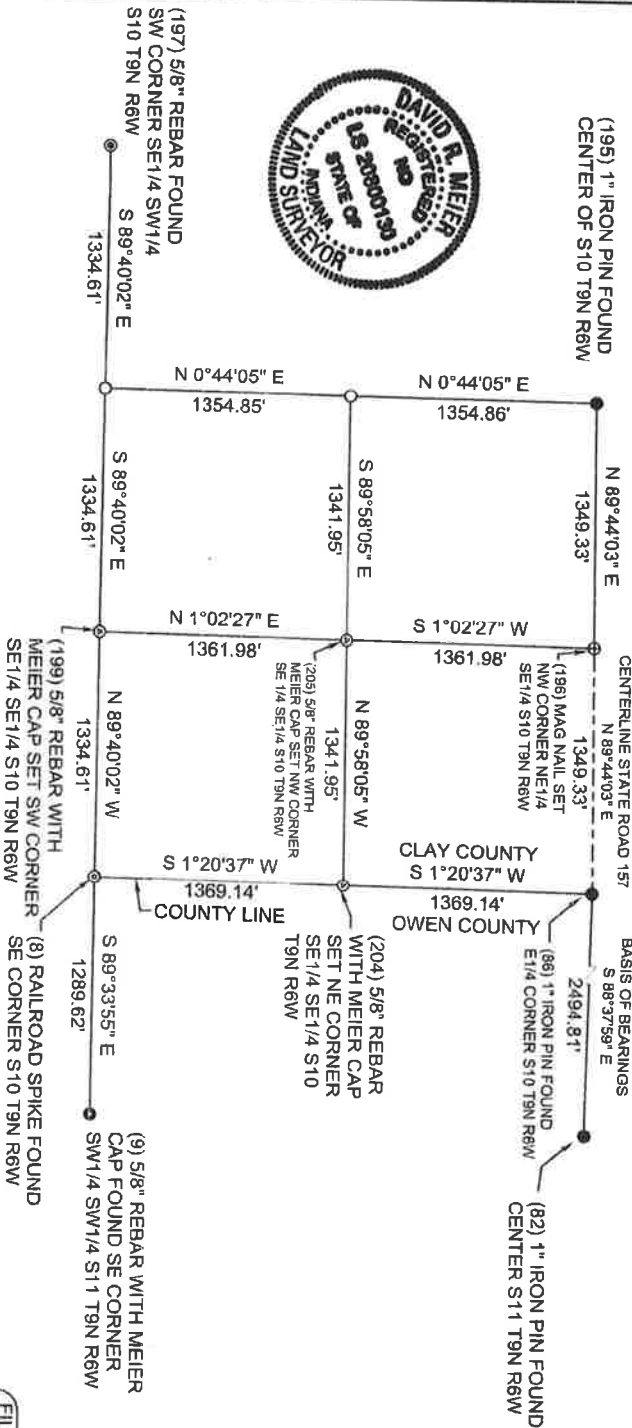 (195) 1" IRON PIN FOUND
CENTER OF S10 T9N R6W
N 89°44'03" E
1349.33'
CENTERLINE STATE ROAD 157
N 89°44'03" E
1349.33'
BASIS OF BEARINGS
S 88°37'59" E
2494.81'
(82) 1" IRON PIN FOUND
CENTER S11 T9N R6W
(86) 1" IRON PIN FOUND
E1/4 CORNER S10 T9N R6W
(196) MAG NAIL SET
NW CORNER NE1/4
SE1/4 S10 T9N R6W
DAVID R. MEIER
REGISTERED
NO
LS 20800130
STATE OF
INDIANA
LAND SURVEYOR
N 0°44'05" E
1354.86'
S 1°02'27" W
1361.98'
CLAY COUNTY
S 1°20'37" W
1369.14'
OWEN COUNTY
S 89°58'05" E
1341.95'
N 89°58'05" W
1341.95'
(204) 5/8" REBAR
WITH MEIER CAP
SET NE CORNER
SE1/4 SE1/4 S10
T9N R6W
(205) 5/8" REBAR WITH
MEIER CAP SET NW CORNER
SE 1/4 SE1/4 S10 T9N R6W
N 0°44'05" E
1354.85'
N 1°02'27" E
1361.98'
S 1°20'37" W
1369.14'
COUNTY LINE
(197) 5/8" REBAR FOUND
SW CORNER SE1/4 SW1/4
S10 T9N R6W
S 89°40'02" E
1334.61'
S 89°40'02" E
1334.61'
N 89°40'02" W
1334.61'
S 89°33'55" E
1289.62'
(199) 5/8" REBAR WITH
MEIER CAP SET SW CORNER
SE1/4 SE1/4 S10 T9N R6W
(8) RAILROAD SPIKE FOUND
SE CORNER S10 T9N R6W
(9) 5/8" REBAR WITH MEIER
CAP FOUND SE CORNER
SW1/4 SW1/4 S11 T9N R6W